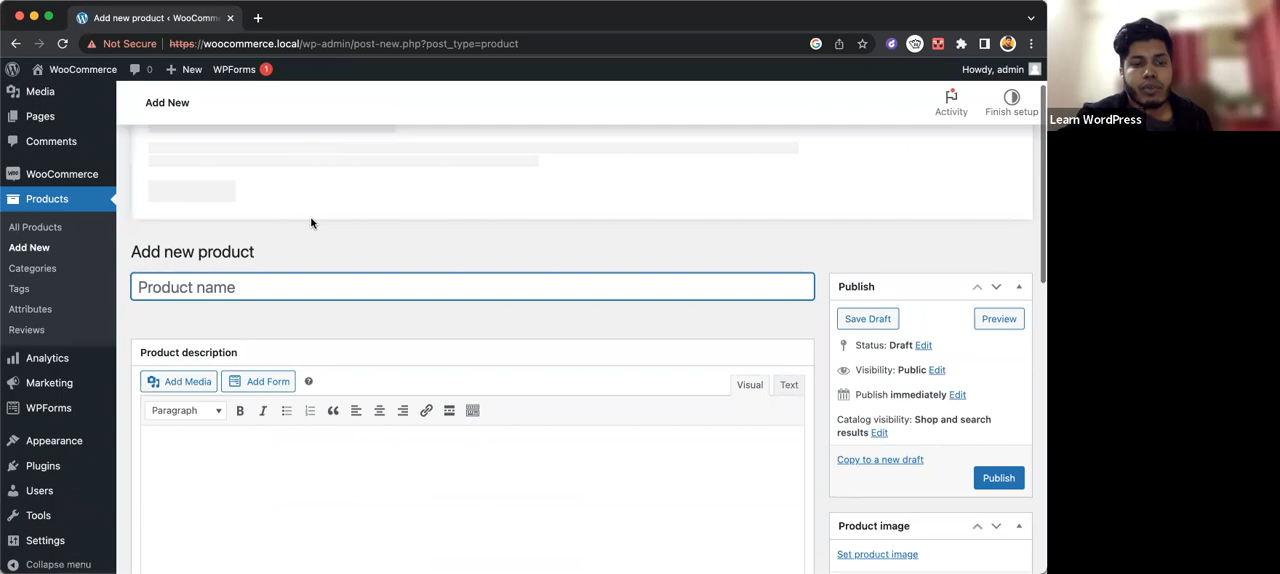 Add new product ‹ WooComm
Not Secure https://woocommerce.local/wp-admin/post-new.php?post_type=product
WooCommerce 0 New WPForms 1 Howdy, admin
Media
Pages
Comments
WooCommerce
Products
All Products
Add New
Categories
Tags
Attributes
Reviews
Analytics
Marketing
WPForms
Appearance
Plugins
Users
Tools
Settings
Collapse menu
Add New
Activity
Finish setup
Add new product
Product name
Product description
Add Media Add Form ?
Visual Text
Paragraph B I
Publish
Save Draft Preview
Status: Draft Edit
Visibility: Public Edit
Publish immediately Edit
Catalog visibility: Shop and search
results Edit
Copy to a new draft
Publish
Product image
Set product image
Learn WordPress